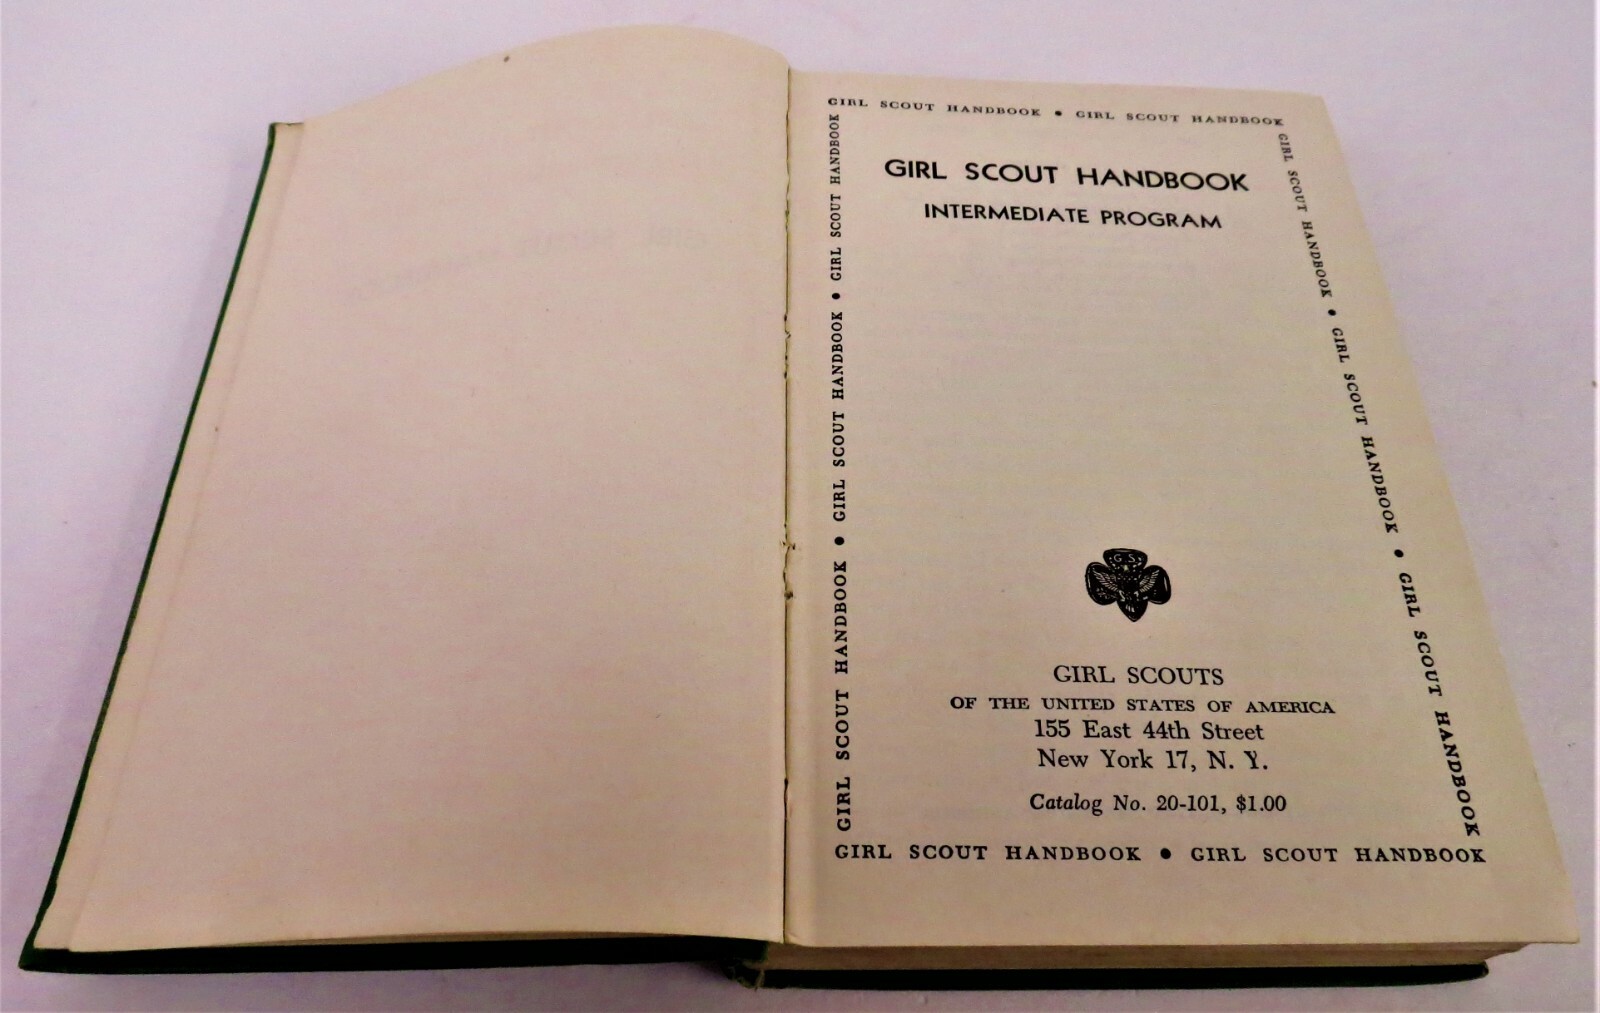 GIRL SCOUT HANDBOOK • GIRL SCOUT HANDBOOK
GIRL SCOUT HANDBOOK • GIRL SCOUT HANDBOOK • GIRL SCOUT HANDBOOK
GIRL SCOUT HANDBOOK • GIRL SCOUT HANDBOOK • GIRL SCOUT HANDBOOK
GIRL SCOUT HANDBOOK
INTERMEDIATE PROGRAM
G S
GIRL SCOUTS
OF THE UNITED STATES OF AMERICA
155 East 44th Street
New York 17, N. Y.
Catalog No. 20-101, $1.00
GIRL SCOUT HANDBOOK • GIRL SCOUT HANDBOOK